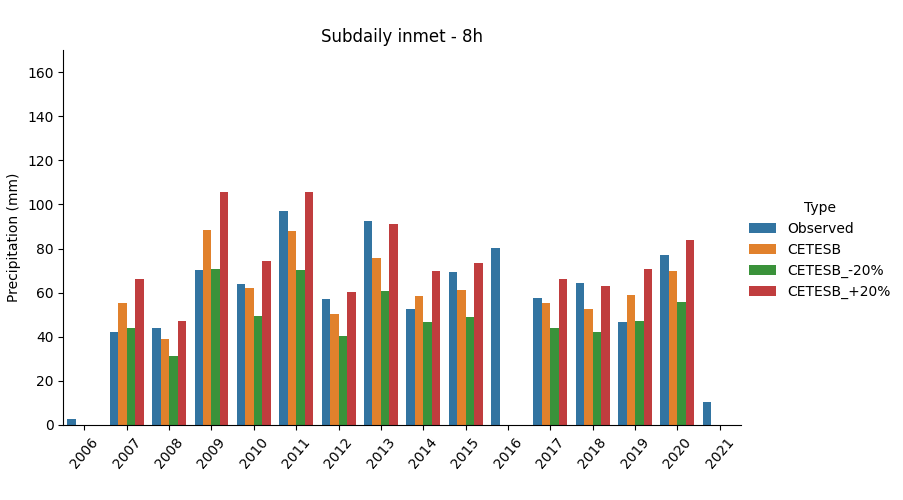 Subdaily inmet - 8h
Precipitation (mm)
160
140
120
100
80
60
40
20
0
2006 2007 2008 2009 2010 2011 2012 2013 2014 2015 2016 2017 2018 2019 2020 2021
Type
Observed
CETESB
CETESB_-20%
CETESB_+20%